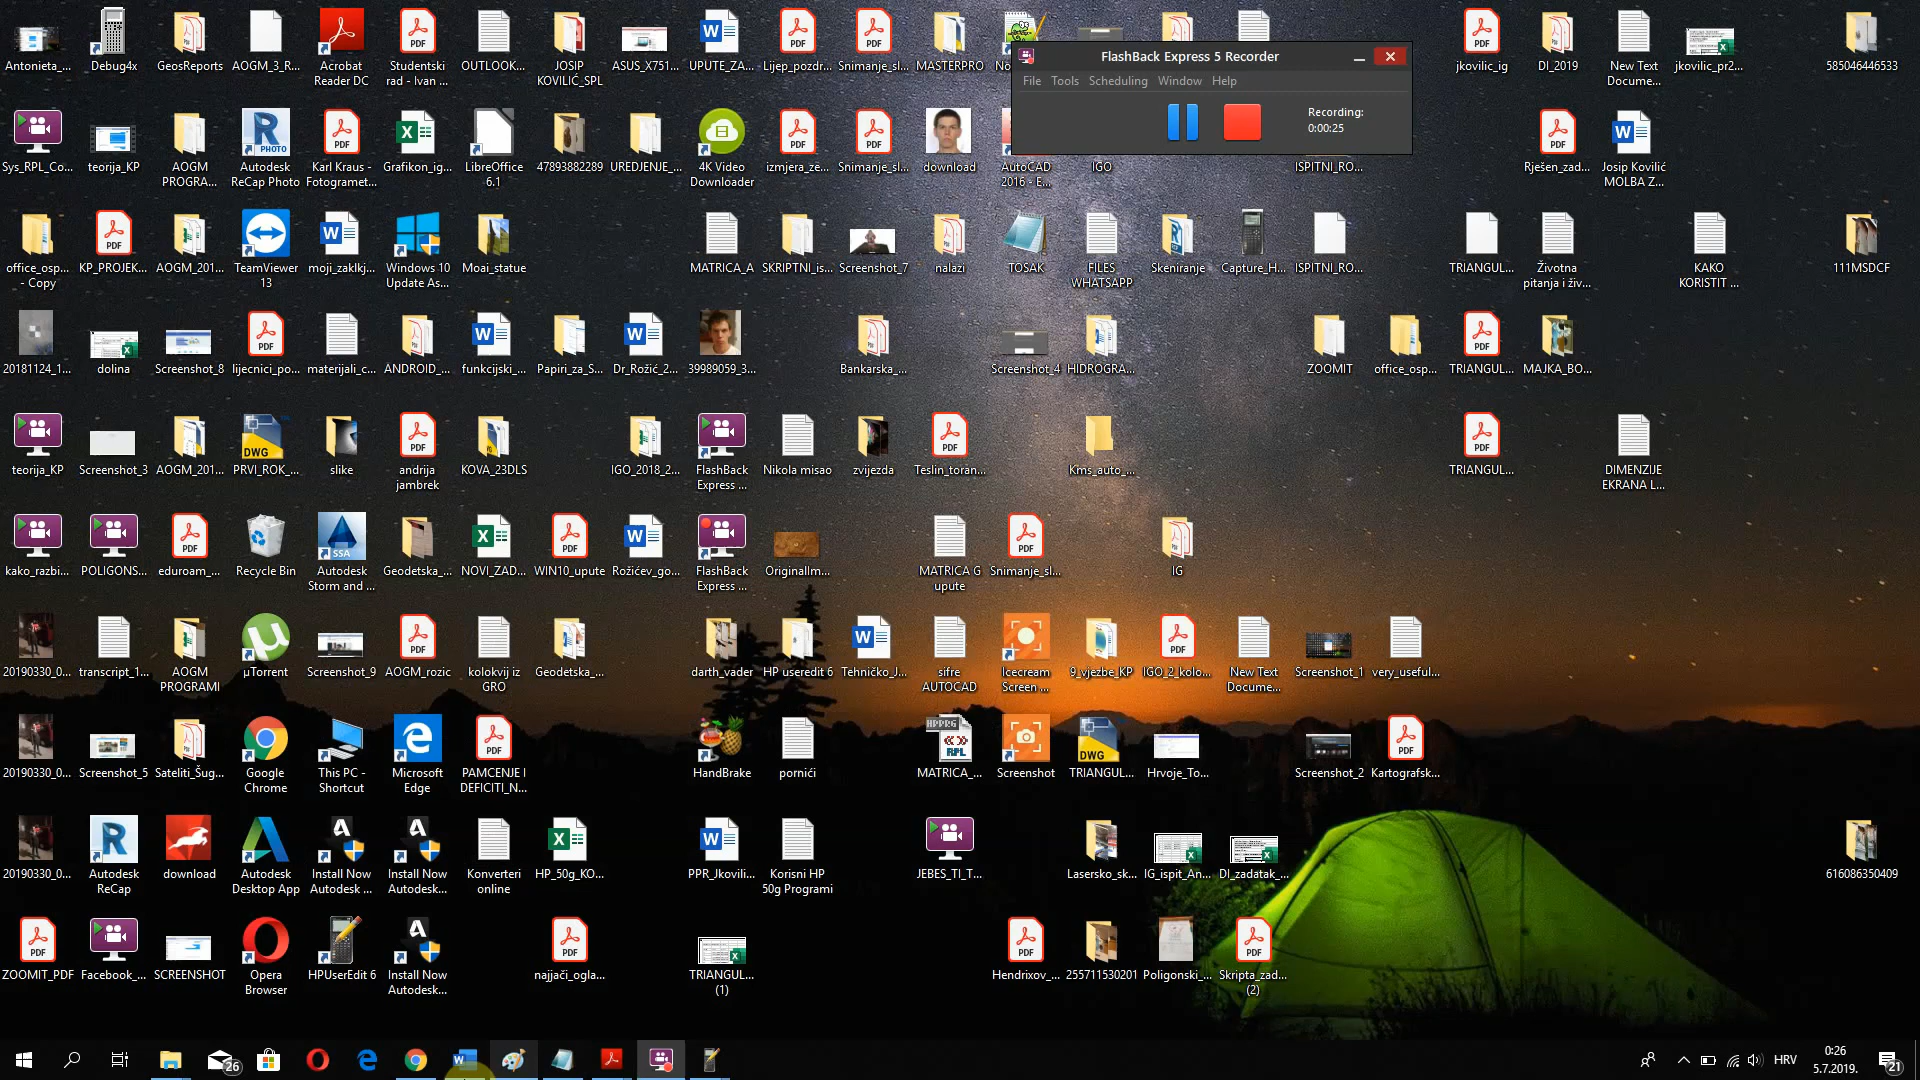 FlashBack Express 5 Recorder
File Tools Scheduling Window Help
Recording:
0:00:25
Antonieta_...
Debug4x
GeosReports
AOGM_3_R...
Acrobat
Reader DC
Studentski
rad - Ivan ...
OUTLOOK...
JOSIP
KOVILIĆ_SPL
ASUS_X751...
UPUTE_ZA...
Lijep_pozdr...
Snimanje_sl...
MASTERPRO
jkovilic_ig
DI_2019
New Text
Docume...
jkovilic_pr2...
585046446533
Sys_RPL_Co...
teorija_KP
AOGM
PROGRA...
Autodesk
ReCap Photo
Karl Kraus -
Fotogramet...
Grafikon_ig...
LibreOffice
6.1
47893882289
UREDJENJE_...
4K Video
Downloader
izmjera_ze...
Snimanje_sl...
download
AutoCAD
2016 - E...
IGO
ISPITNI_RO...
Rješen_zad...
Josip Kovilić
MOLBA Z...
office_osp...
- Copy
KP_PROJEK...
AOGM_201...
TeamViewer
13
moji_zaklkj...
Windows 10
Update As...
Moai_statue
MATRICA_A
SKRIPTNI_is...
Screenshot_7
nalazi
TOSAK
FILES
WHATSAPP
Skeniranje
Capture_H...
ISPITNI_RO...
TRIANGUL...
Životna
pitanja i živ...
KAKO
KORISTIT ...
111MSDCF
20181124_1...
dolina
Screenshot_8
lijecnici_po...
materijali_c...
ANDROID_...
funkcijski_...
Papiri_za_S...
Dr_Rožić_2...
39989059_3...
Bankarska_...
Screenshot_4
HIDROGRA...
ZOOMIT
office_osp...
TRIANGUL...
MAJKA_BO...
teorija_KP
Screenshot_3
AOGM_201...
PRVI_ROK_...
slike
andrija
jambrek
KOVA_23DLS
IGO_2018_2...
FlashBack
Express ...
Nikola misao
zvijezda
Teslin_toran...
Kms_auto_...
TRIANGUL...
DIMENZIJE
EKRANA L...
kako_razbi...
POLIGONS...
eduroam_...
Recycle Bin
Autodesk
Storm and ...
Geodetska_...
NOVI_ZAD...
WIN10_upute
Rožićev_go...
FlashBack
Express ...
OriginalIm...
MATRICA G
upute
Snimanje_sl...
IG
20190330_0...
transcript_1...
AOGM
PROGRAMI
µTorrent
Screenshot_9
AOGM_rozic
kolokvij iz
GRO
Geodetska_...
darth_vader
HP useredit 6
Tehničko_J...
sifre
AUTOCAD
Icecream
Screen ...
9_vjezbe_KP
IGO_2_kolo...
New Text
Docume...
Screenshot_1
very_useful...
20190330_0...
Screenshot_5
Sateliti_Šug...
Google
Chrome
This PC -
Shortcut
Microsoft
Edge
PAMCENJE I
DEFICITI_N...
HandBrake
pornići
MATRICA_...
Screenshot
TRIANGUL...
Hrvoje_To...
Screenshot_2
Kartografsk...
20190330_0...
Autodesk
ReCap
download
Autodesk
Desktop App
Install Now
Autodesk ...
Install Now
Autodesk...
Konverteri
online
HP_50g_KO...
PPR_Jkovili...
Korisni HP
50g Programi
JEBES_TI_T...
Lasersko_sk...
IG_ispit_An...
DI_zadatak_...
616086350409
ZOOMIT_PDF
Facebook_...
SCREENSHOT
Opera
Browser
HPUserEdit 6
Install Now
Autodesk...
najjači_ogla...
TRIANGUL...
(1)
Hendrixov_...
255711530201
Poligonski_...
Skripta_zad...
(2)
26
HRV
0:26
5.7.2019.
21